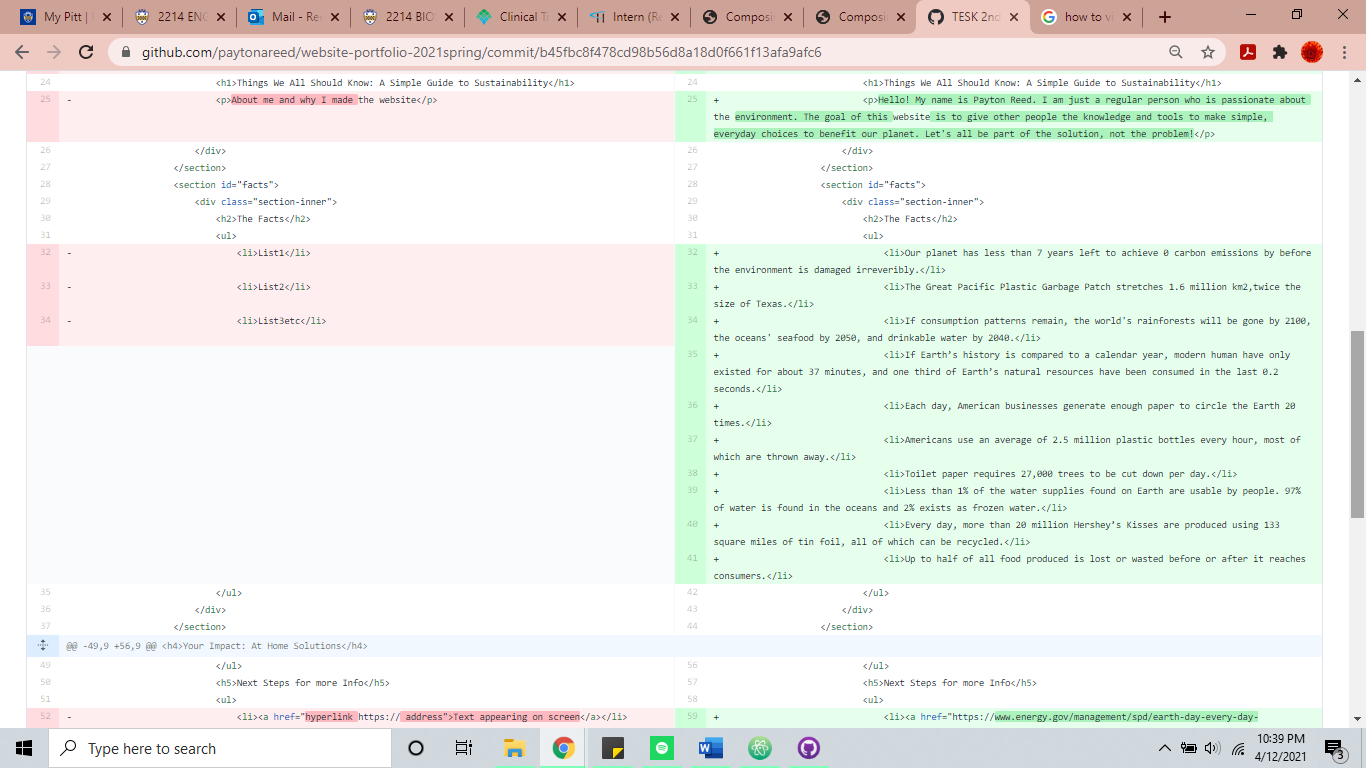 My Pitt |
2214 ENG
Mail - Re
2214 BIO
Clinical T
Intern (Re
Composi
Composi
TESK 2nd
how to vi
github.com/paytonareed/website-portfolio-2021spring/commit/b45fbc8f478cd98b56d8a18d0f661f13afa9afc6
24 <h1>Things We All Should Know: A Simple Guide to Sustainability</h1>
25 - <p>About me and why I made the website</p>
26 </div>
27 </section>
28 <section id="facts">
29 <div class="section-inner">
30 <h2>The Facts</h2>
31 <ul>
32 - <li>List1</li>
33 - <li>List2</li>
34 - <li>List3etc</li>
35 </ul>
36 </div>
37 </section>
24 <h1>Things We All Should Know: A Simple Guide to Sustainability</h1>
25 + <p>Hello! My name is Payton Reed. I am just a regular person who is passionate about
the environment. The goal of this website is to give other people the knowledge and tools to make simple,
everyday choices to benefit our planet. Let's all be part of the solution, not the problem!</p>
26 </div>
27 </section>
28 <section id="facts">
29 <div class="section-inner">
30 <h2>The Facts</h2>
31 <ul>
32 + <li>Our planet has less than 7 years left to achieve 0 carbon emissions by before
the environment is damaged irreveribly.</li>
33 + <li>The Great Pacific Plastic Garbage Patch stretches 1.6 million km2,twice the
size of Texas.</li>
34 + <li>If consumption patterns remain, the world's rainforests will be gone by 2100,
the oceans' seafood by 2050, and drinkable water by 2040.</li>
35 + <li>If Earth’s history is compared to a calendar year, modern human have only
existed for about 37 minutes, and one third of Earth’s natural resources have been consumed in the last 0.2
seconds.</li>
36 + <li>Each day, American businesses generate enough paper to circle the Earth 20
times.</li>
37 + <li>Americans use an average of 2.5 million plastic bottles every hour, most of
which are thrown away.</li>
38 + <li>Toilet paper requires 27,000 trees to be cut down per day.</li>
39 + <li>Less than 1% of the water supplies found on Earth are usable by people. 97%
of water is found in the oceans and 2% exists as frozen water.</li>
40 + <li>Every day, more than 20 million Hershey’s Kisses are produced using 133
square miles of tin foil, all of which can be recycled.</li>
41 + <li>Up to half of all food produced is lost or wasted before or after it reaches
consumers.</li>
42 </ul>
43 </div>
44 </section>
@@ -49,9 +56,9 @@ <h4>Your Impact: At Home Solutions</h4>
49 </ul>
50 <h5>Next Steps for more Info</h5>
51 <ul>
52 - <li><a href="hyperlink https:// address">Text appearing on screen</a></li>
56 </ul>
57 <h5>Next Steps for more Info</h5>
58 <ul>
59 + <li><a href="https://www.energy.gov/management/spd/earth-day-every-day-
Type here to search
10:39 PM
4/12/2021
3